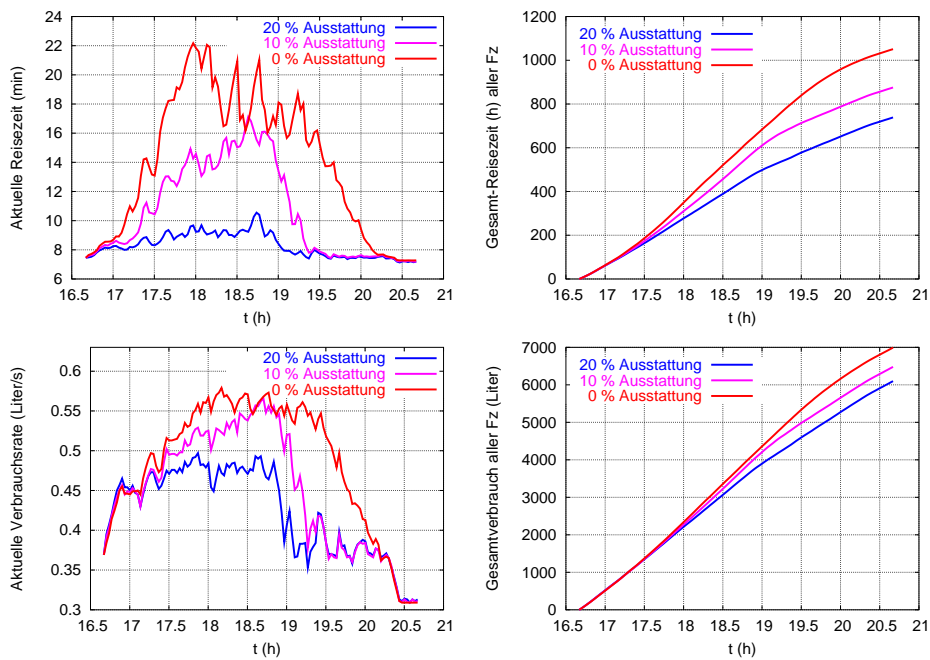 24
22
20
18
16
14
12
10
8
6
16.5 17 17.5 18 18.5 19 19.5 20 20.5 21
t (h)
Aktuelle Reisezeit (min)
20 % Ausstattung
10 % Ausstattung
0 % Ausstattung
1200
1000
800
600
400
200
0
16.5 17 17.5 18 18.5 19 19.5 20 20.5 21
t (h)
Gesamt-Reisezeit (h) aller Fz
20 % Ausstattung
10 % Ausstattung
0 % Ausstattung
0.6
0.55
0.5
0.45
0.4
0.35
0.3
16.5 17 17.5 18 18.5 19 19.5 20 20.5 21
t (h)
Aktuelle Verbrauchsrate (Liter/s)
20 % Ausstattung
10 % Ausstattung
0 % Ausstattung
7000
6000
5000
4000
3000
2000
1000
0
16.5 17 17.5 18 18.5 19 19.5 20 20.5 21
t (h)
Gesamtverbrauch aller Fz (Liter)
20 % Ausstattung
10 % Ausstattung
0 % Ausstattung